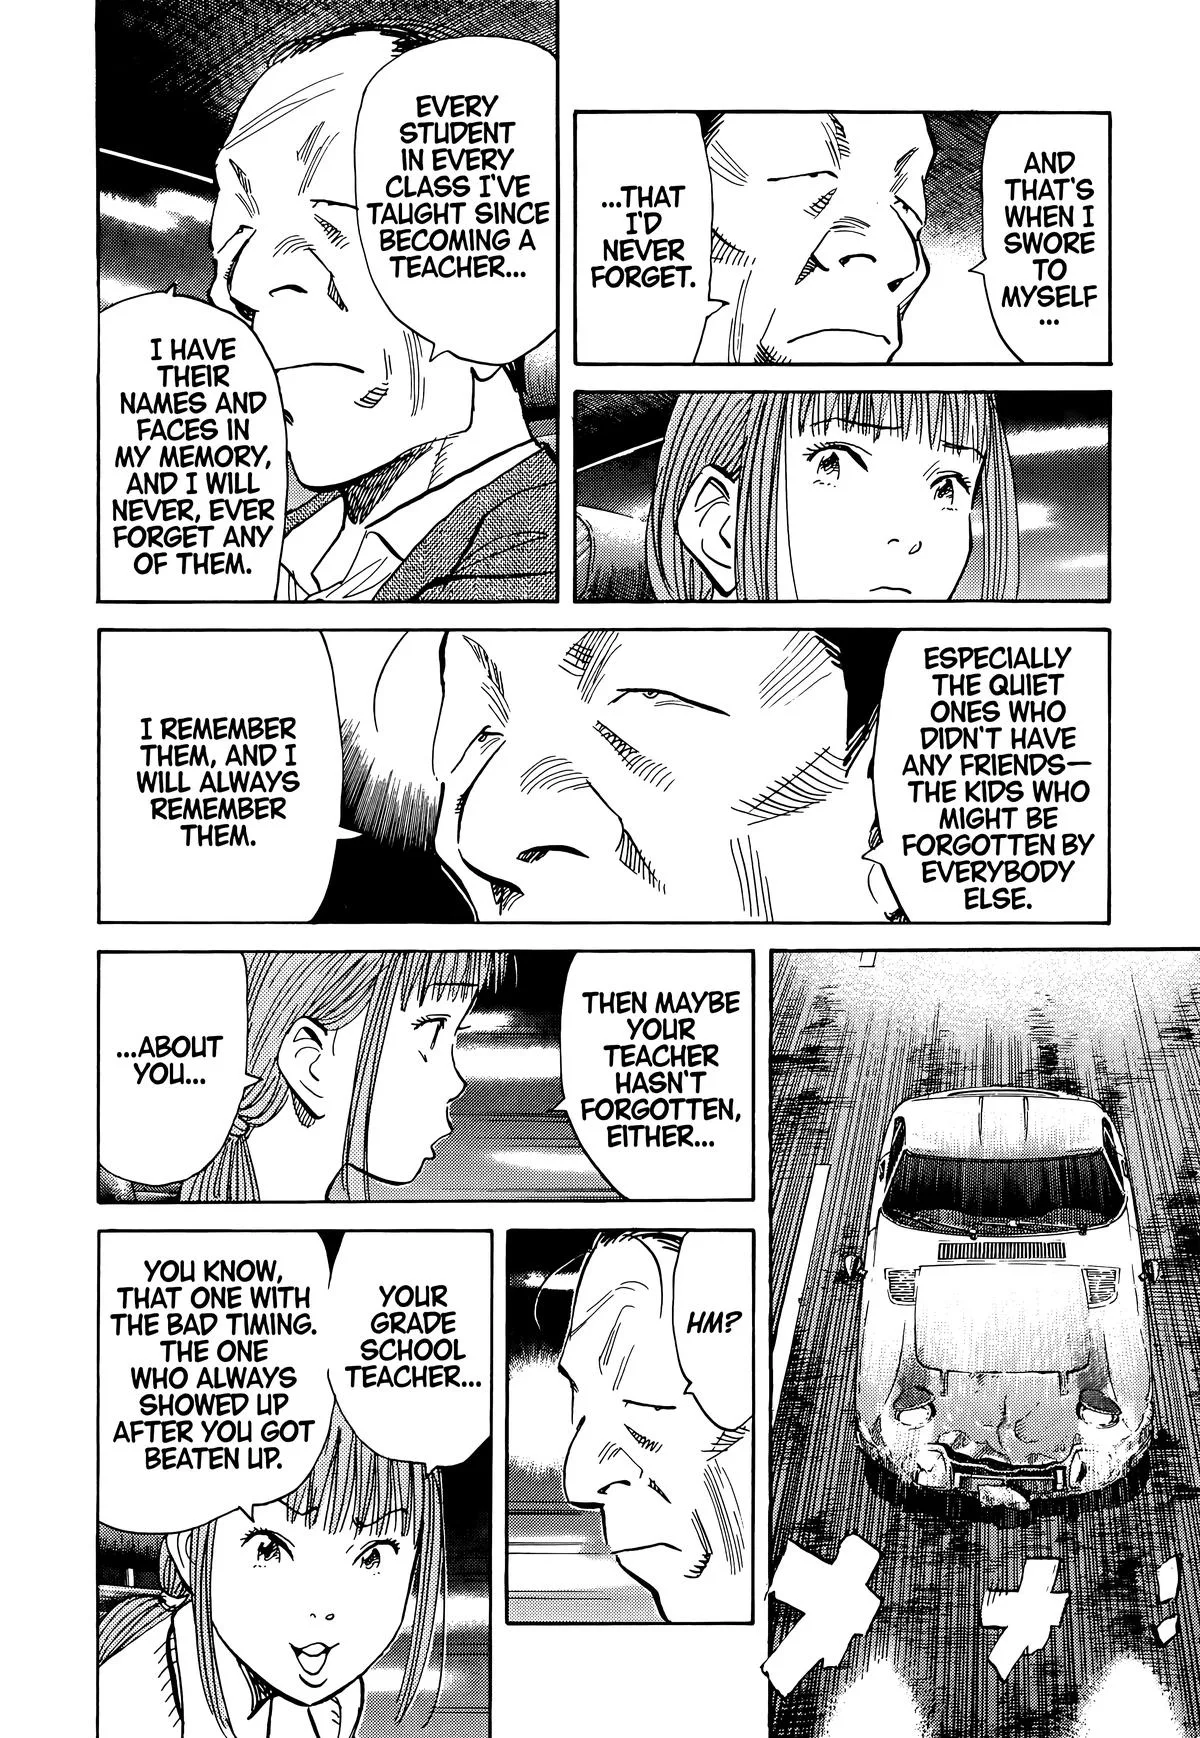 AND
THAT'S
WHEN I
SWORE
TO
MYSELF
...
...THAT
I'D
NEVER
FORGET.
EVERY
STUDENT
IN EVERY
CLASS I'VE
TAUGHT SINCE
BECOMING A
TEACHER...
I HAVE
THEIR
NAMES AND
FACES IN
MY MEMORY,
AND I WILL
NEVER, EVER
FORGET ANY
OF THEM.
ESPECIALLY
THE QUIET
ONES WHO
DIDN'T HAVE
ANY FRIENDS—
THE KIDS WHO
MIGHT BE
FORGOTTEN BY
EVERYBODY
ELSE.
I REMEMBER
THEM, AND I
WILL ALWAYS
REMEMBER
THEM.
THEN MAYBE
YOUR
TEACHER
HASN'T
FORGOTTEN,
EITHER...
...ABOUT
YOU...
HM?
YOUR
GRADE
SCHOOL
TEACHER...
YOU KNOW,
THAT ONE WITH
THE BAD TIMING.
THE ONE
WHO ALWAYS
SHOWED UP
AFTER YOU GOT
BEATEN UP.